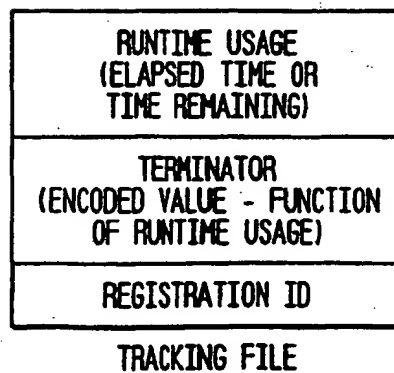 RUNTIME USAGE
(ELAPSED TIME OR
TIME REMAINING)
TERMINATOR
(ENCODED VALUE - FUNCTION
OF RUNTIME USAGE)
REGISTRATION ID
TRACKING FILE